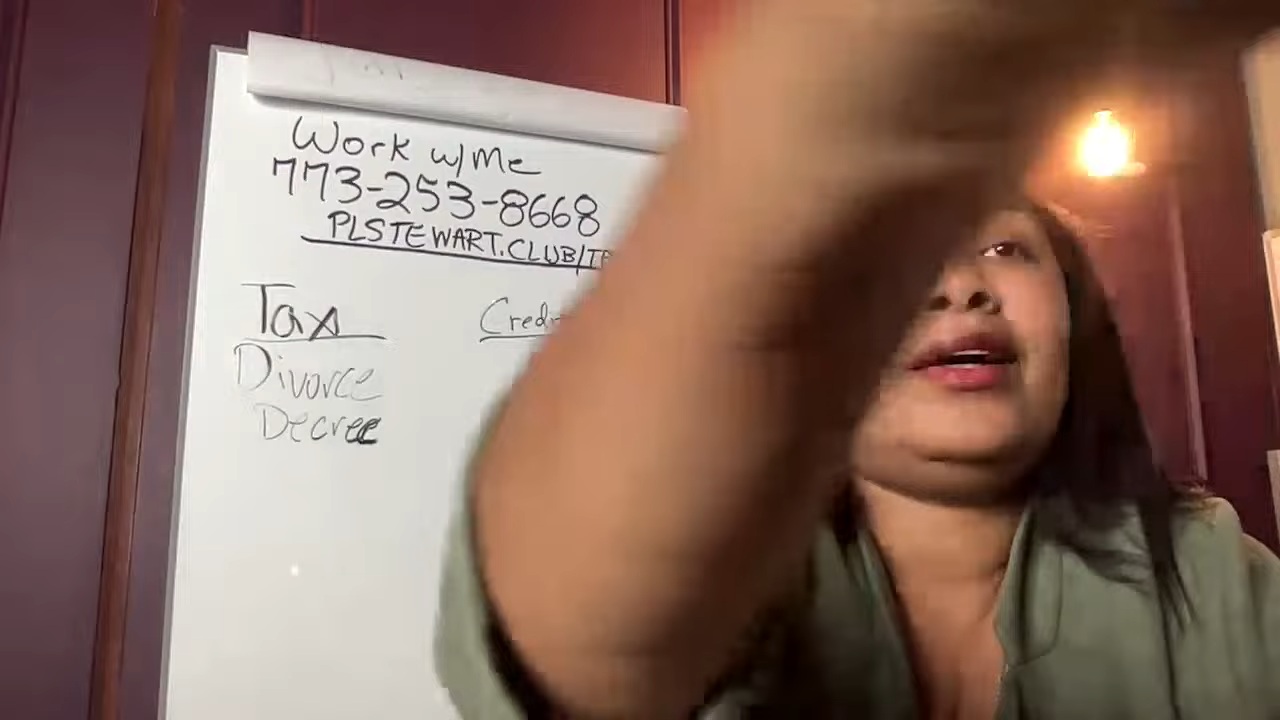 Work w/Me
773-253-8668
PLSTEWART.CLUB/
Tax
Divorce
Decree